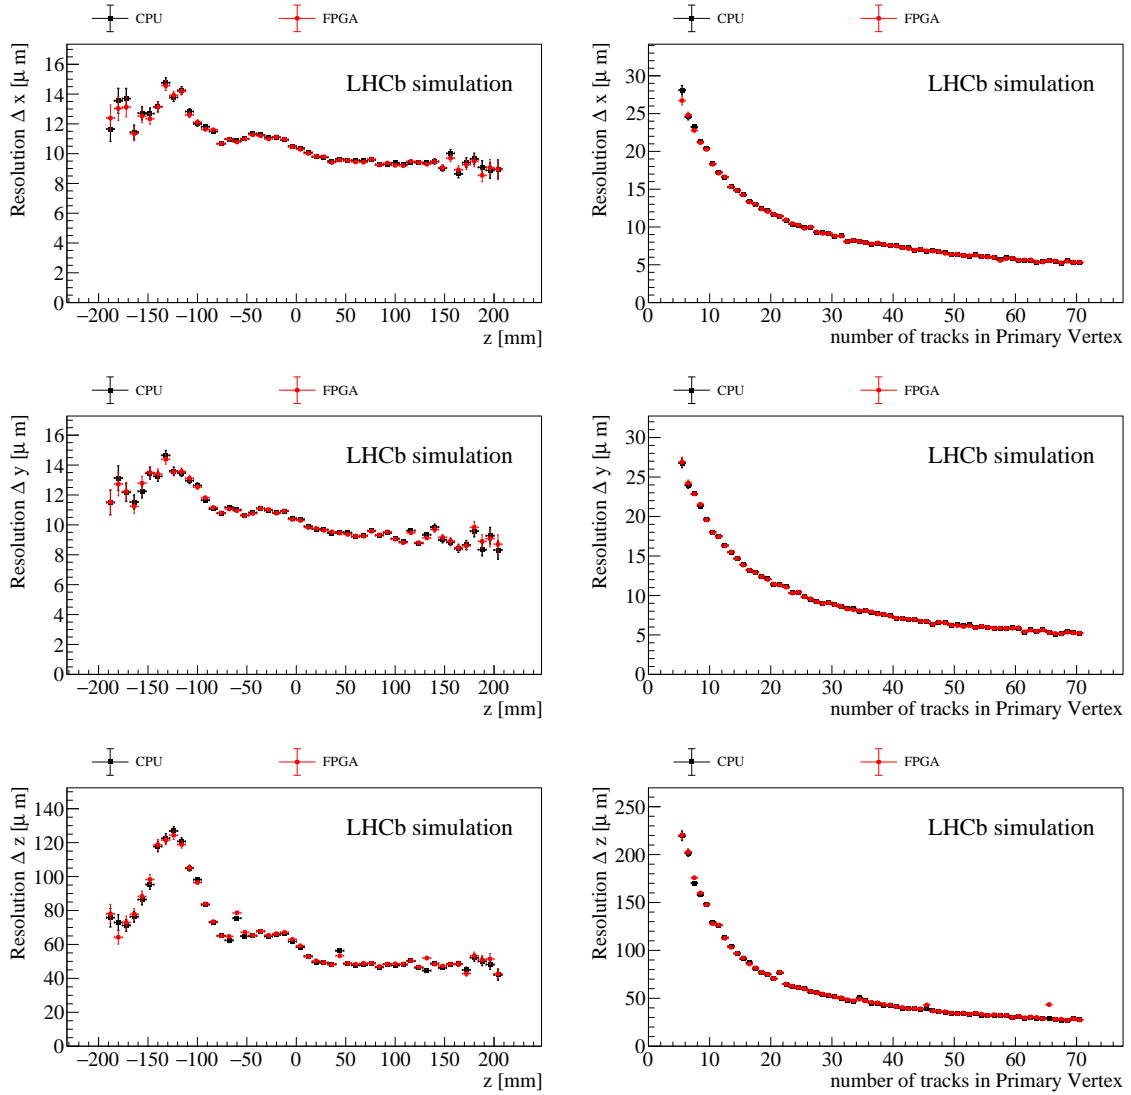 CPU FPGA
LHCb simulation
Resolution Δ x [μ m]
16
14
12
10
8
6
4
2
0
−200 −150 −100 −50 0 50 100 150 200
z [mm]
CPU FPGA
LHCb simulation
Resolution Δ x [μ m]
30
25
20
15
10
5
0
0 10 20 30 40 50 60 70
number of tracks in Primary Vertex
CPU FPGA
LHCb simulation
Resolution Δ y [μ m]
16
14
12
10
8
6
4
2
0
−200 −150 −100 −50 0 50 100 150 200
z [mm]
CPU FPGA
LHCb simulation
Resolution Δ y [μ m]
30
25
20
15
10
5
0
0 10 20 30 40 50 60 70
number of tracks in Primary Vertex
CPU FPGA
LHCb simulation
Resolution Δ z [μ m]
140
120
100
80
60
40
20
0
−200 −150 −100 −50 0 50 100 150 200
z [mm]
CPU FPGA
LHCb simulation
Resolution Δ z [μ m]
250
200
150
100
50
0
0 10 20 30 40 50 60 70
number of tracks in Primary Vertex